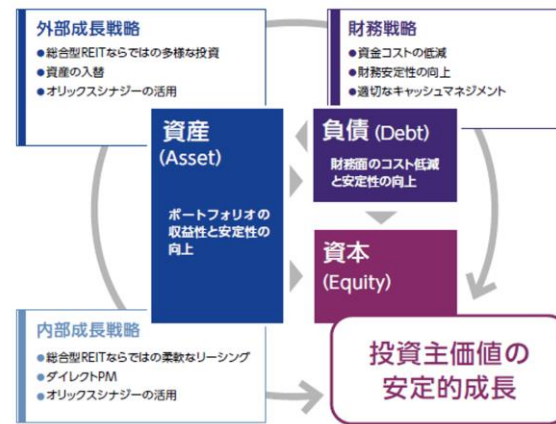 外部成長戦略
●総合型REITならではの多様な投資
●資産の入替
●オリックスシナジーの活用
財務戦略
●資金コストの低減
●財務安定性の向上
●適切なキャッシュマネジメント
資産
(Asset)
ポートフォリオの
収益性と安定性の
向上
負債 (Debt)
財務面のコスト低減
と安定性の向上
資本
(Equity)
内部成長戦略
●総合型REITならではの柔軟なリーシング
●ダイレクトPM
●オリックスシナジーの活用
投資主価値の
安定的成長